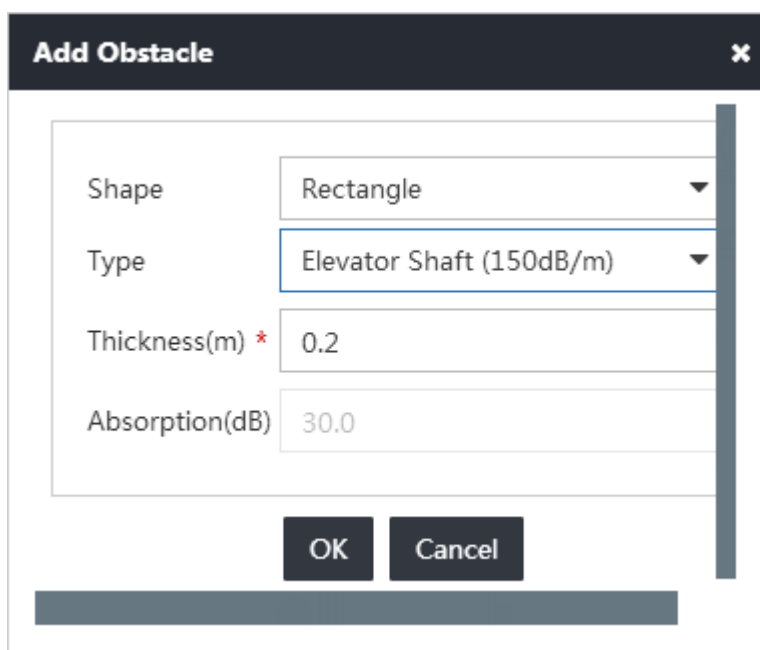 Add Obstacle ×
Shape Rectangle
Type Elevator Shaft (150dB/m)
Thickness(m) * 0.2
Absorption(dB) 30.0
OK Cancel